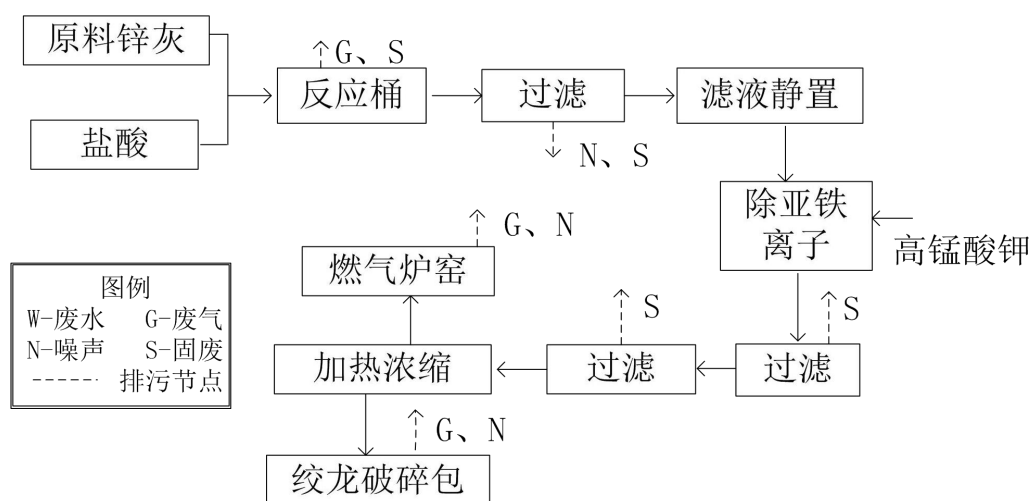 原料锌灰
盐酸
G、S
反应桶
过滤
N、S
滤液静置
除亚铁
离子
高锰酸钾
S
过滤
S
过滤
加热浓缩
G、N
燃气炉窑
G、N
绞龙破碎包
图例
W-废水 G-废气
N-噪声 S-固废
排污节点